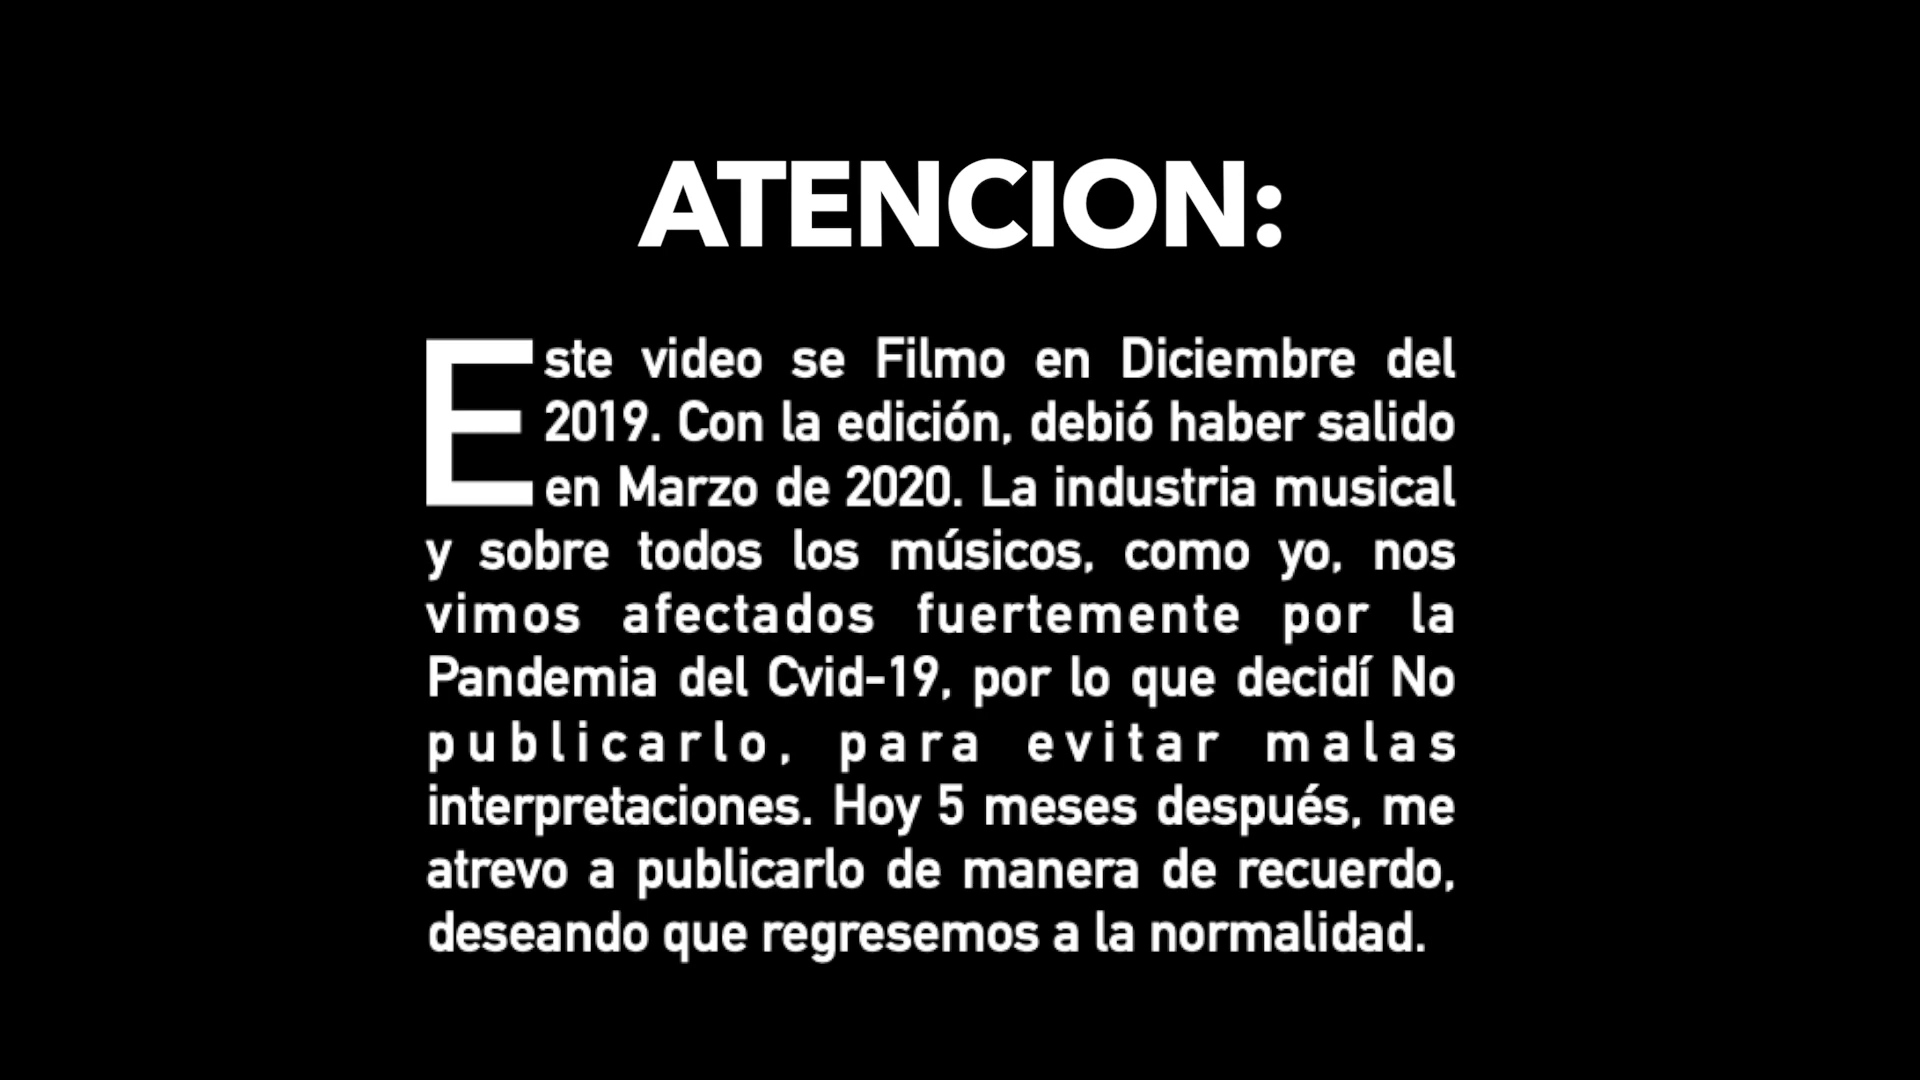 ATENCION:
Este video se Filmo en Diciembre del
2019. Con la edición, debió haber salido
en Marzo de 2020. La industria musical
y sobre todos los músicos, como yo, nos
vimos afectados fuertemente por la
Pandemia del Cvid-19, por lo que decidí No
publicarlo, para evitar malas
interpretaciones. Hoy 5 meses después, me
atrevo a publicarlo de manera de recuerdo,
deseando que regresemos a la normalidad.